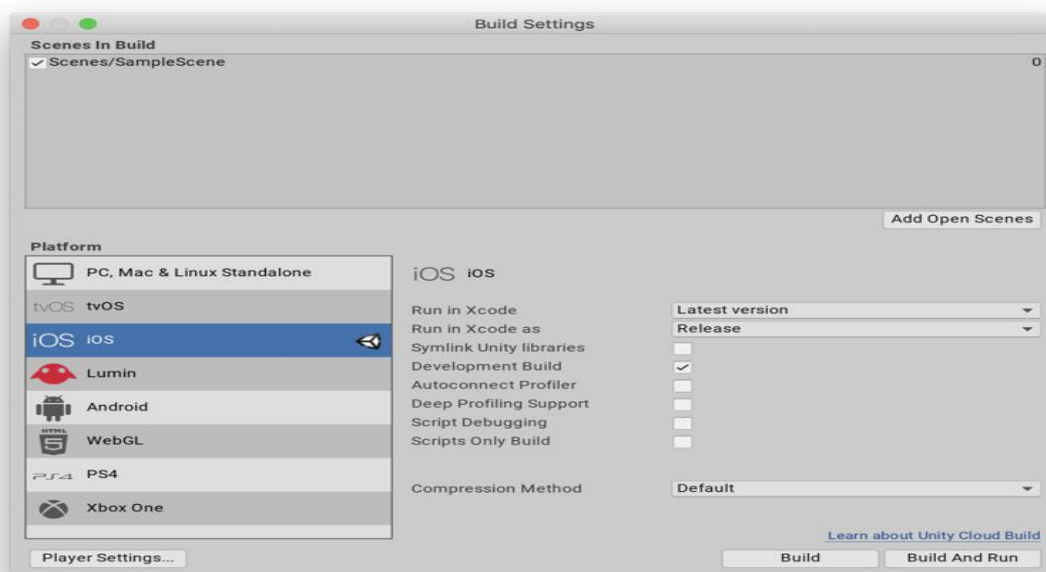 Build Settings
Scenes In Build
Scenes/SampleScene 0
Add Open Scenes
Platform
PC, Mac & Linux Standalone
tvOS tvOS
iOS iOS
Lumin
Android
HTML 5 WebGL
PS4 PS4
Xbox One
iOS iOS
Run in Xcode Latest version
Run in Xcode as Release
Symlink Unity libraries
Development Build
Autoconnect Profiler
Deep Profiling Support
Script Debugging
Scripts Only Build
Compression Method Default
Learn about Unity Cloud Build
Player Settings... Build Build And Run